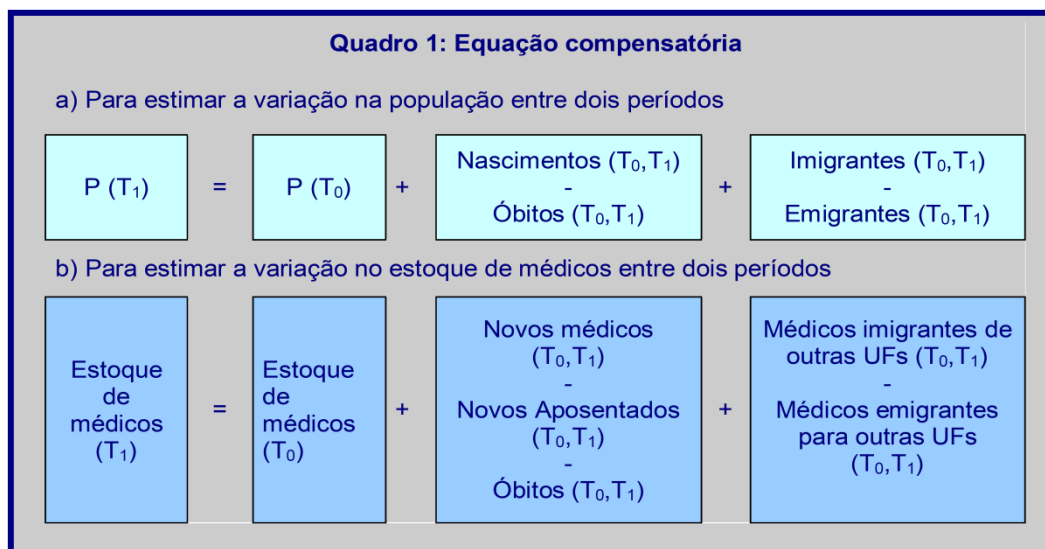 Quadro 1: Equação compensatória
a) Para estimar a variação na população entre dois períodos
P (T₁)
=
P (T₀)
+
Nascimentos (T₀,T₁)
-
Óbitos (T₀,T₁)
+
Imigrantes (T₀,T₁)
-
Emigrantes (T₀,T₁)
b) Para estimar a variação no estoque de médicos entre dois períodos
Estoque
de
médicos
(T₁)
=
Estoque
de
médicos
(T₀)
+
Novos médicos
(T₀,T₁)
-
Novos Aposentados
(T₀,T₁)
-
Óbitos (T₀,T₁)
+
Médicos imigrantes de
outras UFs (T₀,T₁)
-
Médicos emigrantes
para outras UFs
(T₀,T₁)